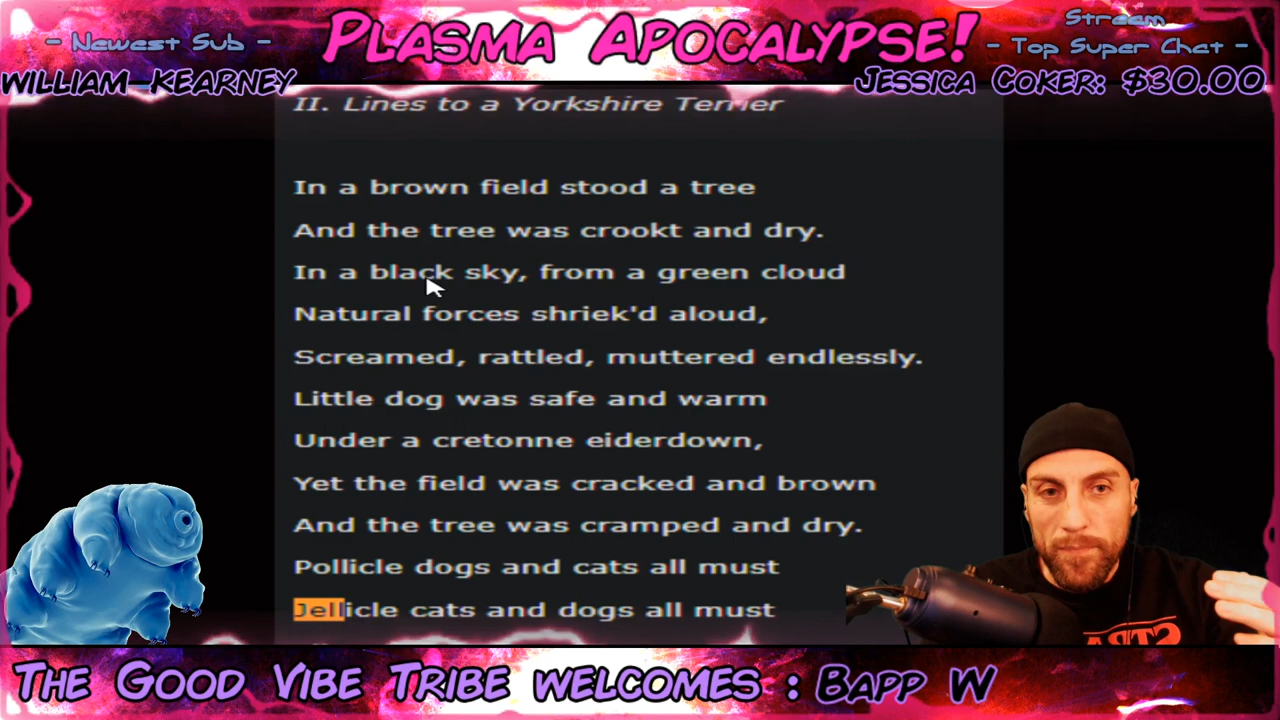 - Newest Sub -
WILLIAM KEARNEY
PLASMA APOCALYPSE!
Stream
- Top Super Chat -
JESSICA COKER: $30.00
II. Lines to a Yorkshire Terrier
In a brown field stood a tree
And the tree was crookt and dry.
In a black sky, from a green cloud
Natural forces shriek'd aloud,
Screamed, rattled, muttered endlessly.
Little dog was safe and warm
Under a cretonne eiderdown,
Yet the field was cracked and brown
And the tree was cramped and dry.
Pollicle dogs and cats all must
Jellicle cats and dogs all must
THE GOOD VIBE TRIBE WELCOMES : BAPP W